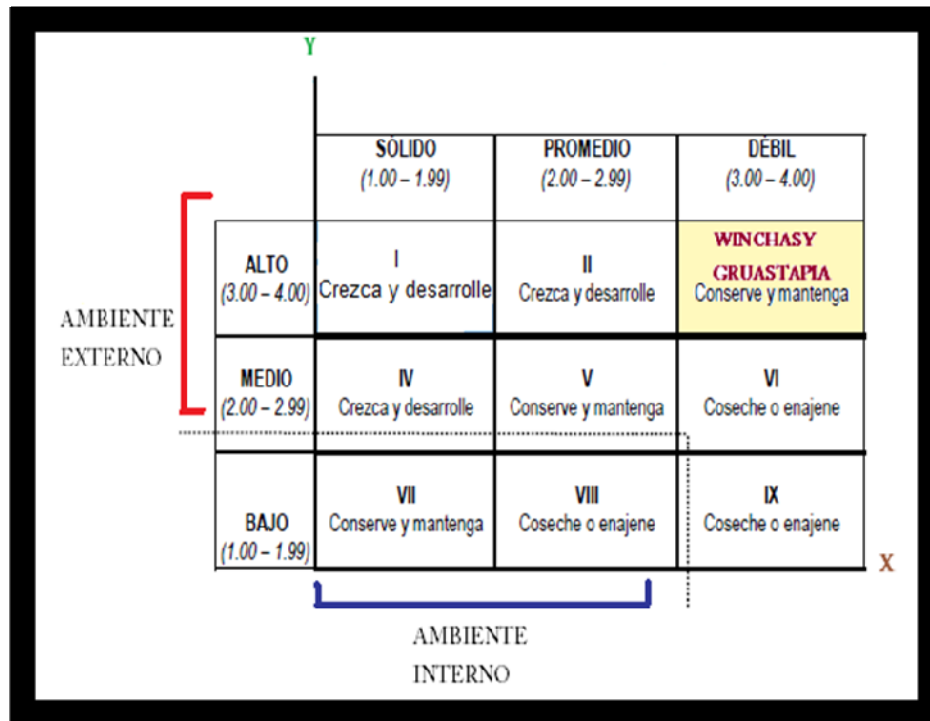 Y
SÓLIDO
(1.00 – 1.99)
PROMEDIO
(2.00 – 2.99)
DÉBIL
(3.00 – 4.00)
ALTO
(3.00 – 4.00)
I
Crezca y desarrolle
II
Crezca y desarrolle
WINCHASY
GRUASTAPIA
Conserve y mantenga
AMBIENTE
EXTERNO
MEDIO
(2.00 – 2.99)
IV
Crezca y desarrolle
V
Conserve y mantenga
VI
Coseche o enajene
BAJO
(1.00 – 1.99)
VII
Conserve y mantenga
VIII
Coseche o enajene
IX
Coseche o enajene
X
AMBIENTE
INTERNO